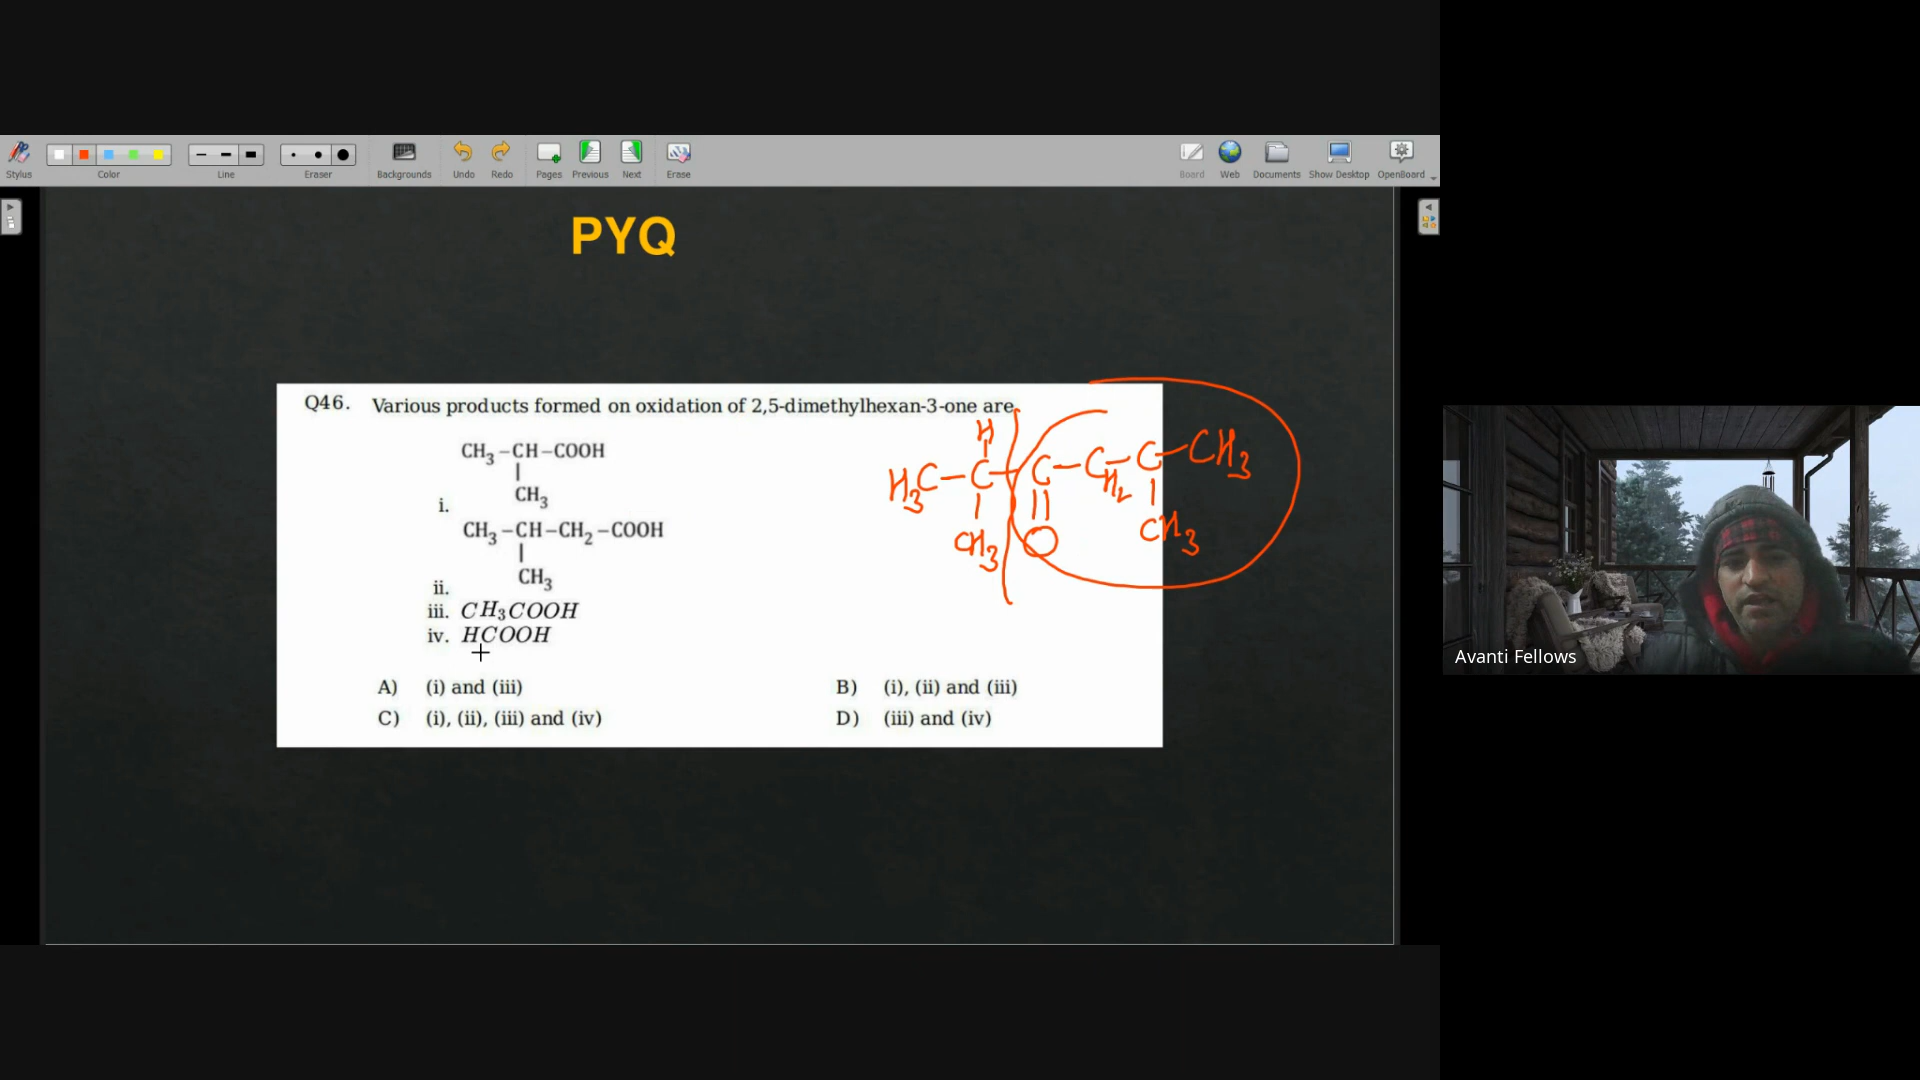 Stylus Color Line Eraser Backgrounds Undo Redo Pages Previous Next Erase Board Web Documents Show Desktop OpenBoard
PYQ
Q46. Various products formed on oxidation of 2,5-dimethylhexan-3-one are
CH3 –CH–COOH
|
CH3
i.
CH3 –CH–CH2 –COOH
|
CH3
ii.
iii. CH3COOH
iv. HCOOH
A) (i) and (iii) B) (i), (ii) and (iii)
C) (i), (ii), (iii) and (iv) D) (iii) and (iv)
H
H3C – C – C – CH2 – C – CH3
CH3 O CH3
Avanti Fellows